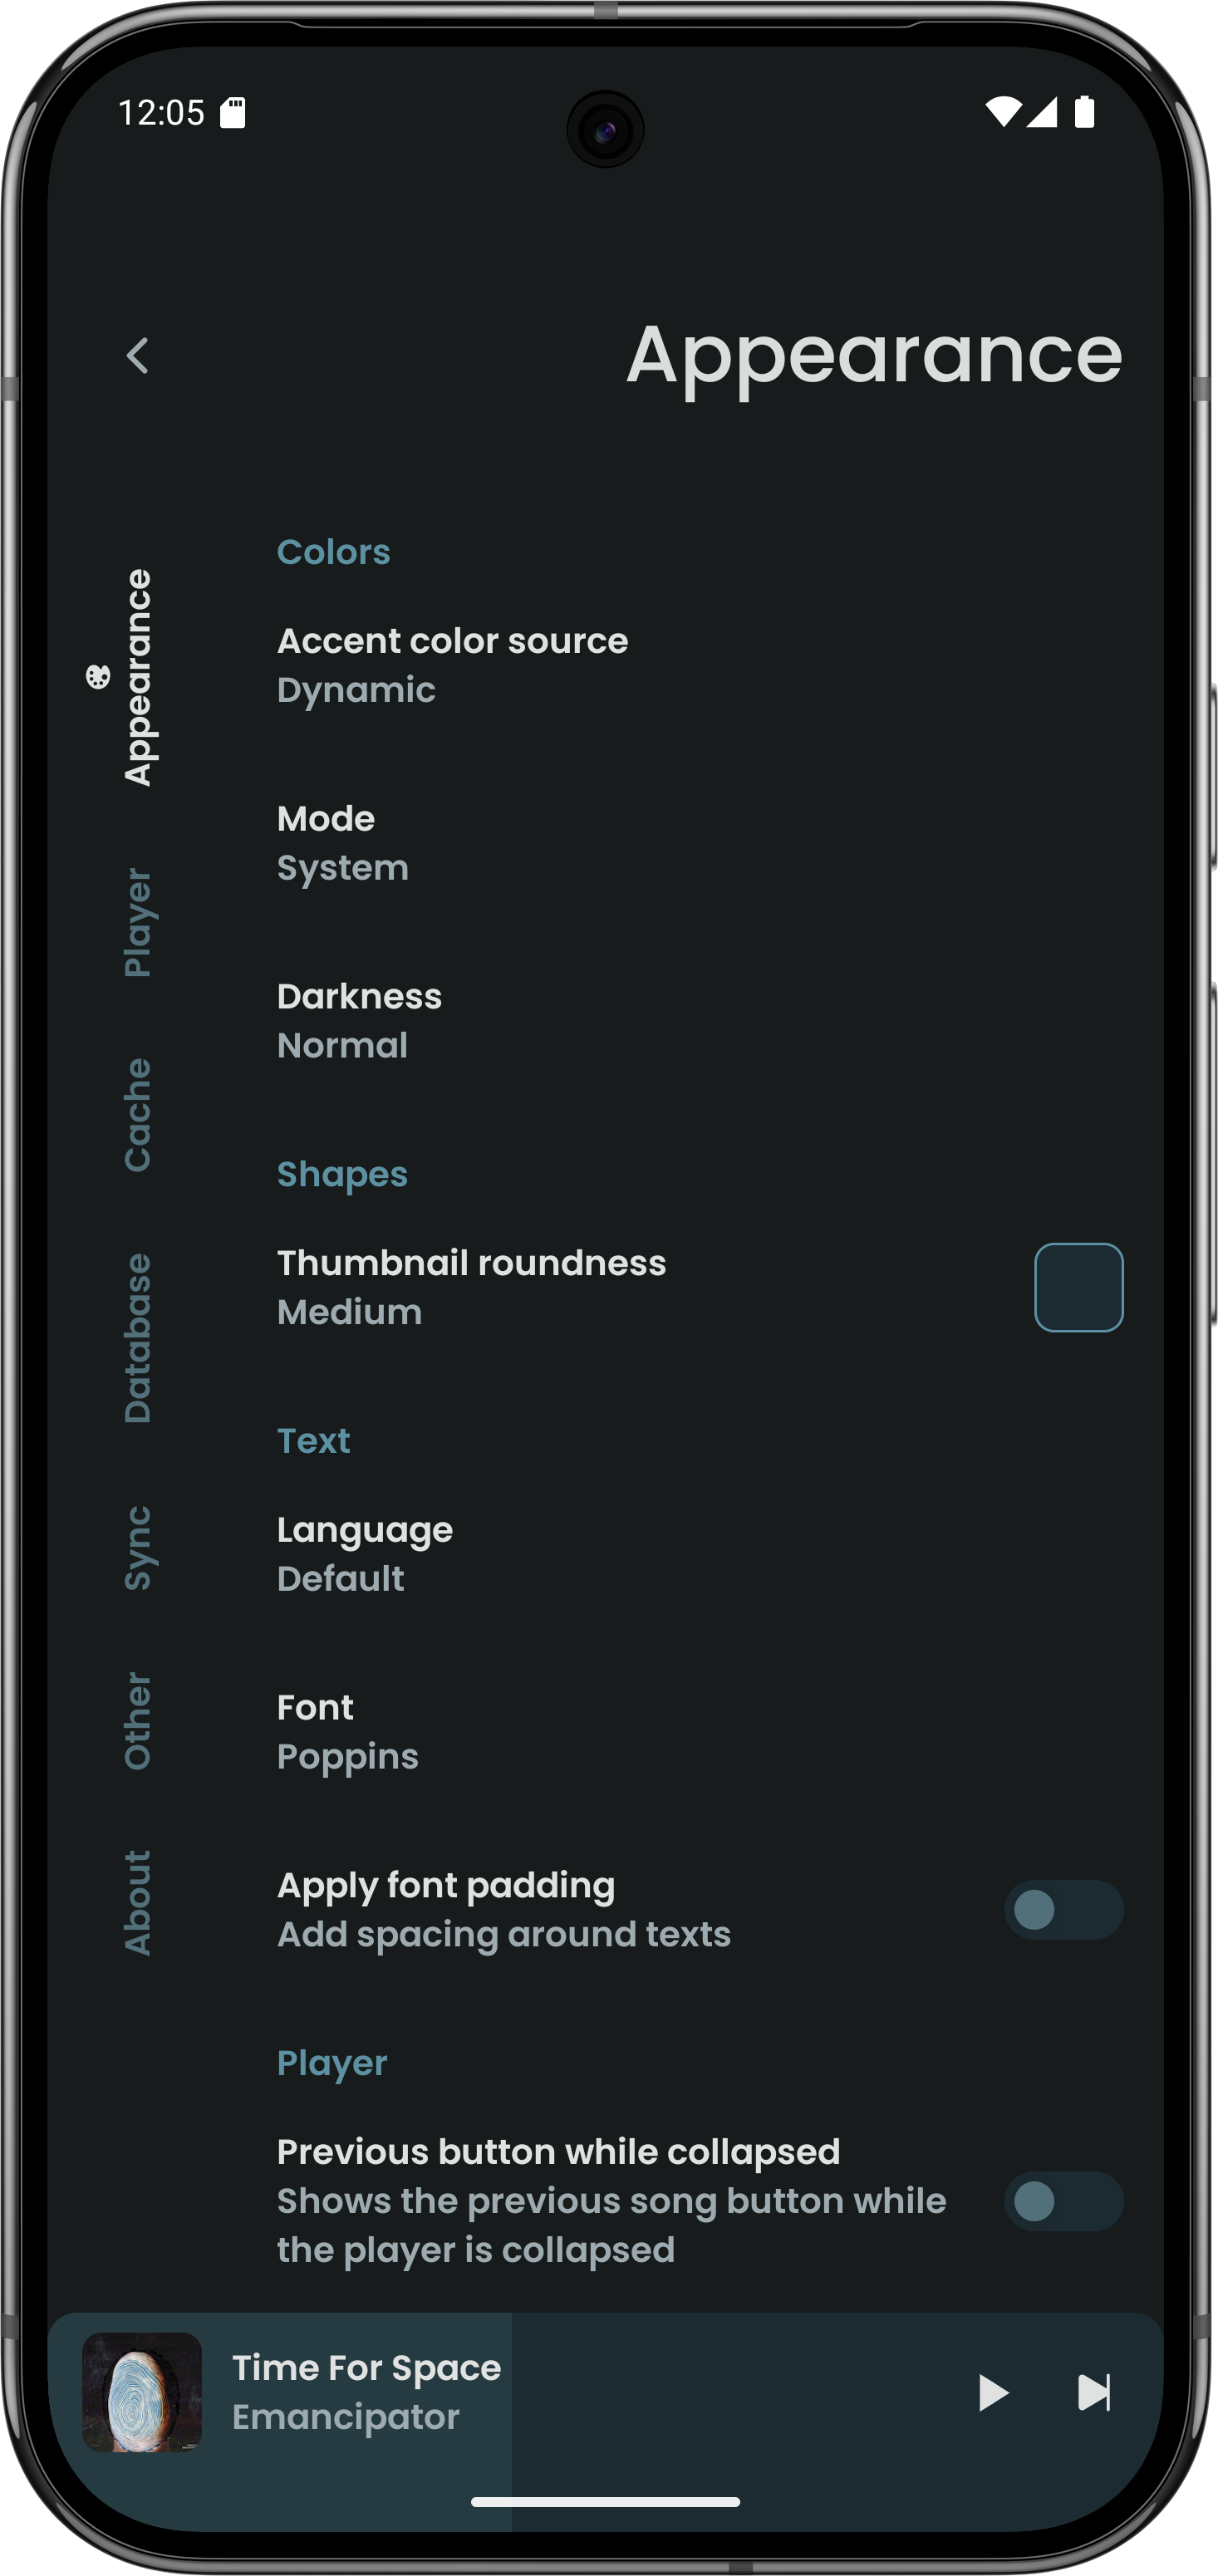 12:05
Appearance
Appearance
Player
Cache
Database
Sync
Other
About
Colors
Accent color source
Dynamic
Mode
System
Darkness
Normal
Shapes
Thumbnail roundness
Medium
Text
Language
Default
Font
Poppins
Apply font padding
Add spacing around texts
Player
Previous button while collapsed
Shows the previous song button while
the player is collapsed
Time For Space
Emancipator